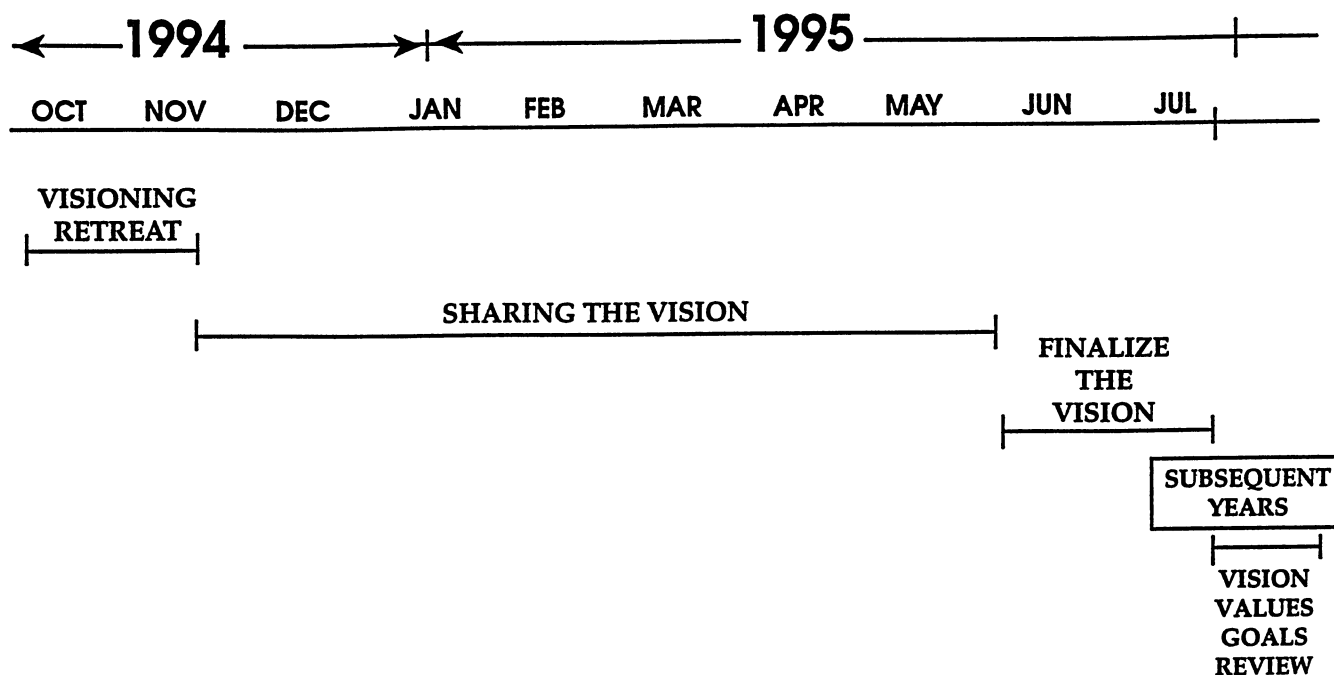 1994 1995
OCT NOV DEC JAN FEB MAR APR MAY JUN JUL
VISIONING
RETREAT
SHARING THE VISION
FINALIZE
THE
VISION
SUBSEQUENT
YEARS
VISION
VALUES
GOALS
REVIEW